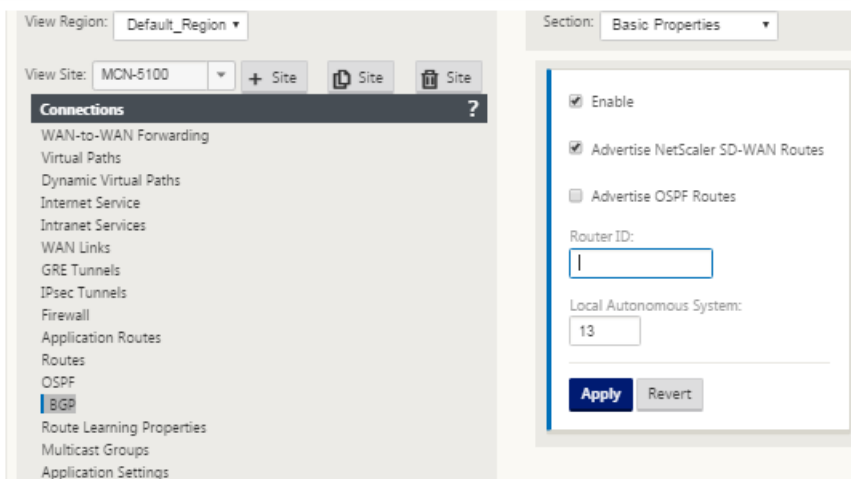 View Region: Default_Region
View Site: MCN-5100 + Site Site Site
Connections ?
WAN-to-WAN Forwarding
Virtual Paths
Dynamic Virtual Paths
Internet Service
Intranet Services
WAN Links
GRE Tunnels
IPsec Tunnels
Firewall
Application Routes
Routes
OSPF
BGP
Route Learning Properties
Multicast Groups
Application Settings
Section: Basic Properties
Enable
Advertise NetScaler SD-WAN Routes
Advertise OSPF Routes
Router ID:
Local Autonomous System:
13
Apply Revert